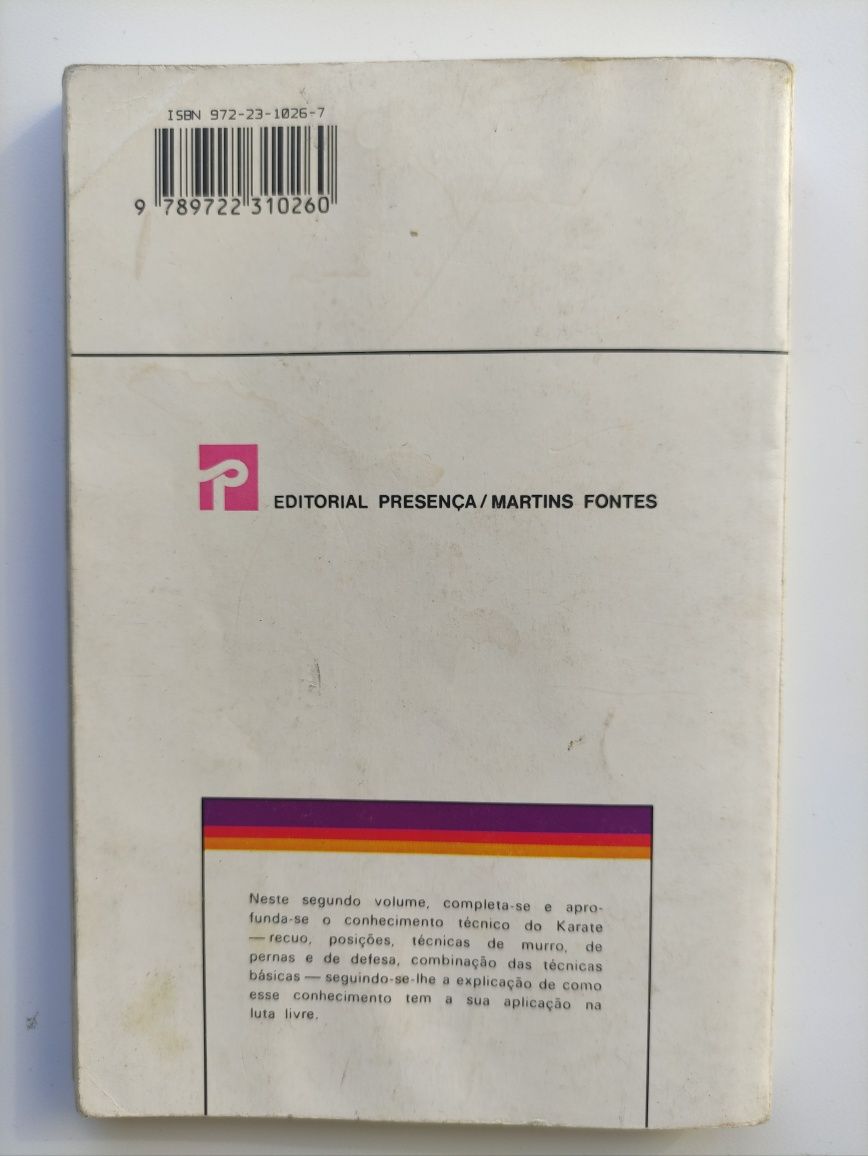 ISBN 972-23-1026-7
9 789722 310260
EDITORIAL PRESENÇA / MARTINS FONTES
Neste segundo volume, completa-se e apro-
funda-se o conhecimento técnico do Karate
— recuo, posições, técnicas de murro, de
pernas e de defesa, combinação das técnicas
básicas — seguindo-se-lhe a explicação de como
esse conhecimento tem a sua aplicação na
luta livre.